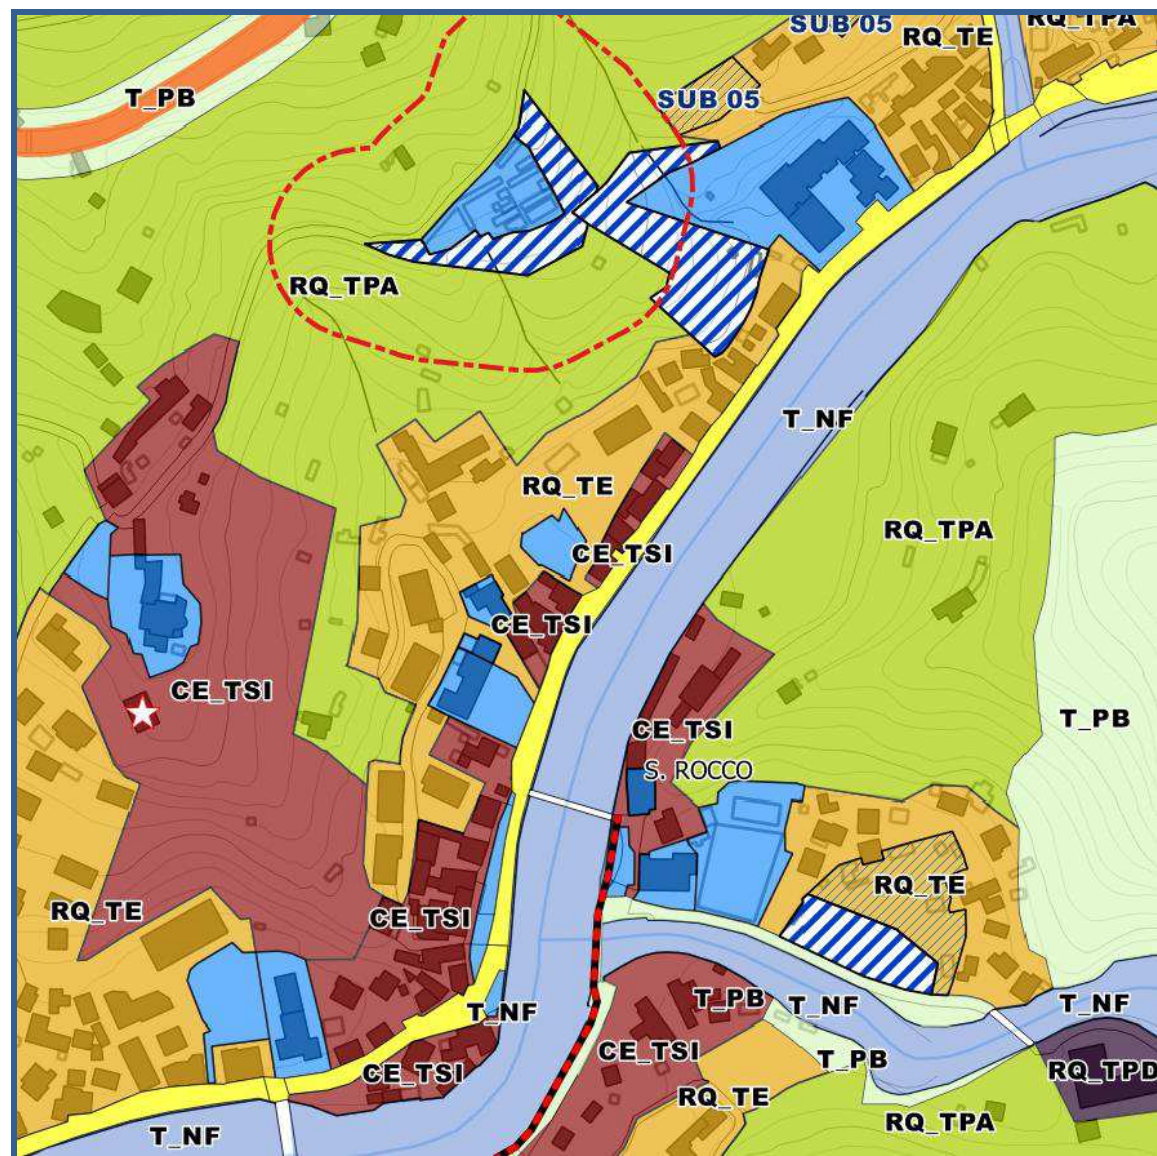 SUB 05
RQ_TPA
RQ_TE
T_PB
SUB 05
RQ_TPA
T_NF
RQ_TE
RQ_TPA
CE_TSI
CE_TSI
CE_TSI
T_PB
CE_TSI
S. ROCCO
RQ_TE
RQ_TE
CE_TSI
T_PB
T_NF
T_NF
T_NF
CE_TSI
T_PB
CE_TSI
RQ_TPD
RQ_TE
RQ_TPA
T_NF